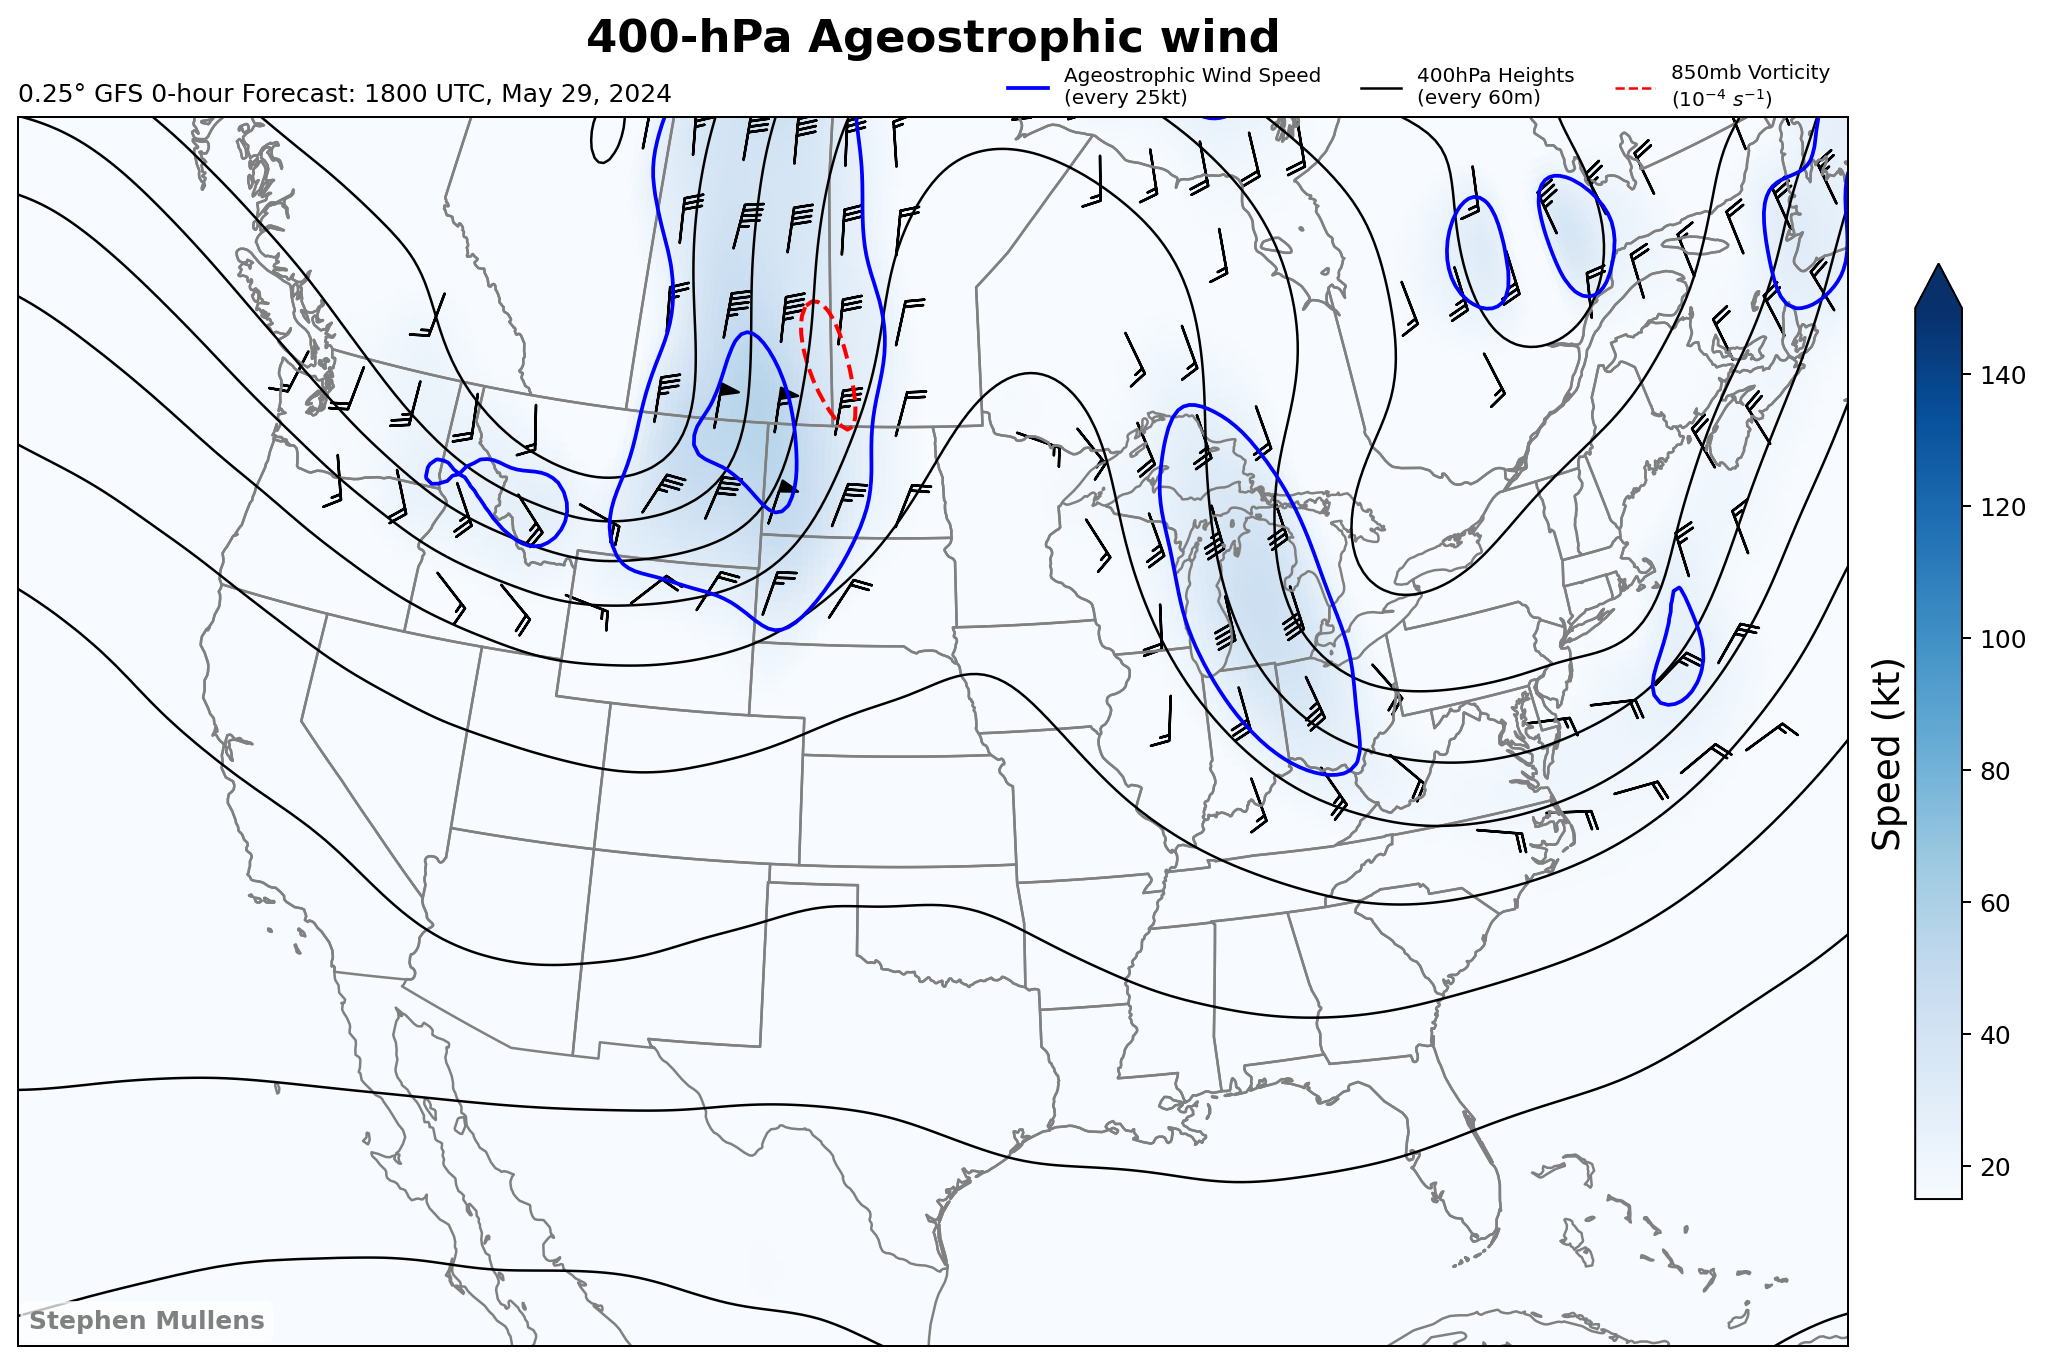 400-hPa Ageostrophic wind
0.25° GFS 0-hour Forecast: 1800 UTC, May 29, 2024
Ageostrophic Wind Speed
(every 25kt)
400hPa Heights
(every 60m)
850mb Vorticity
(10⁻⁴ s⁻¹)
140
120
100
80
60
40
20
Speed (kt)
Stephen Mullens